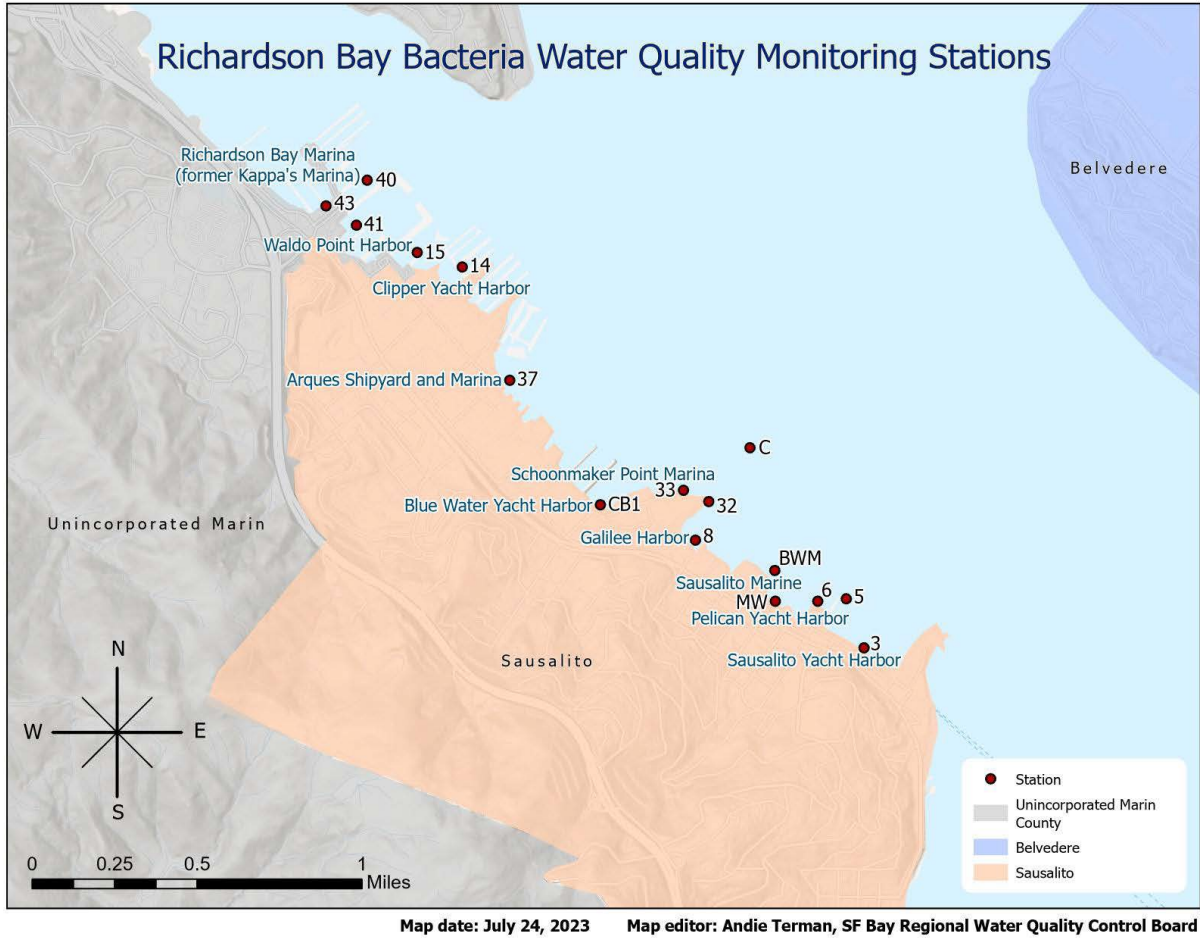 Richardson Bay Bacteria Water Quality Monitoring Stations
Richardson Bay Marina
(former Kappa's Marina)
40
43
41
Waldo Point Harbor
15
14
Clipper Yacht Harbor
Belvedere
Arques Shipyard and Marina
37
C
Schoonmaker Point Marina
33
32
Blue Water Yacht Harbor
CB1
Galilee Harbor
8
Unincorporated Marin
BWM
Sausalito Marine
MW
6
5
Pelican Yacht Harbor
3
Sausalito Yacht Harbor
Sausalito
N
W
E
S
0 0.25 0.5 1
Miles
Station
Unincorporated Marin
County
Belvedere
Sausalito
Map date: July 24, 2023 Map editor: Andie Terman, SF Bay Regional Water Quality Control Board